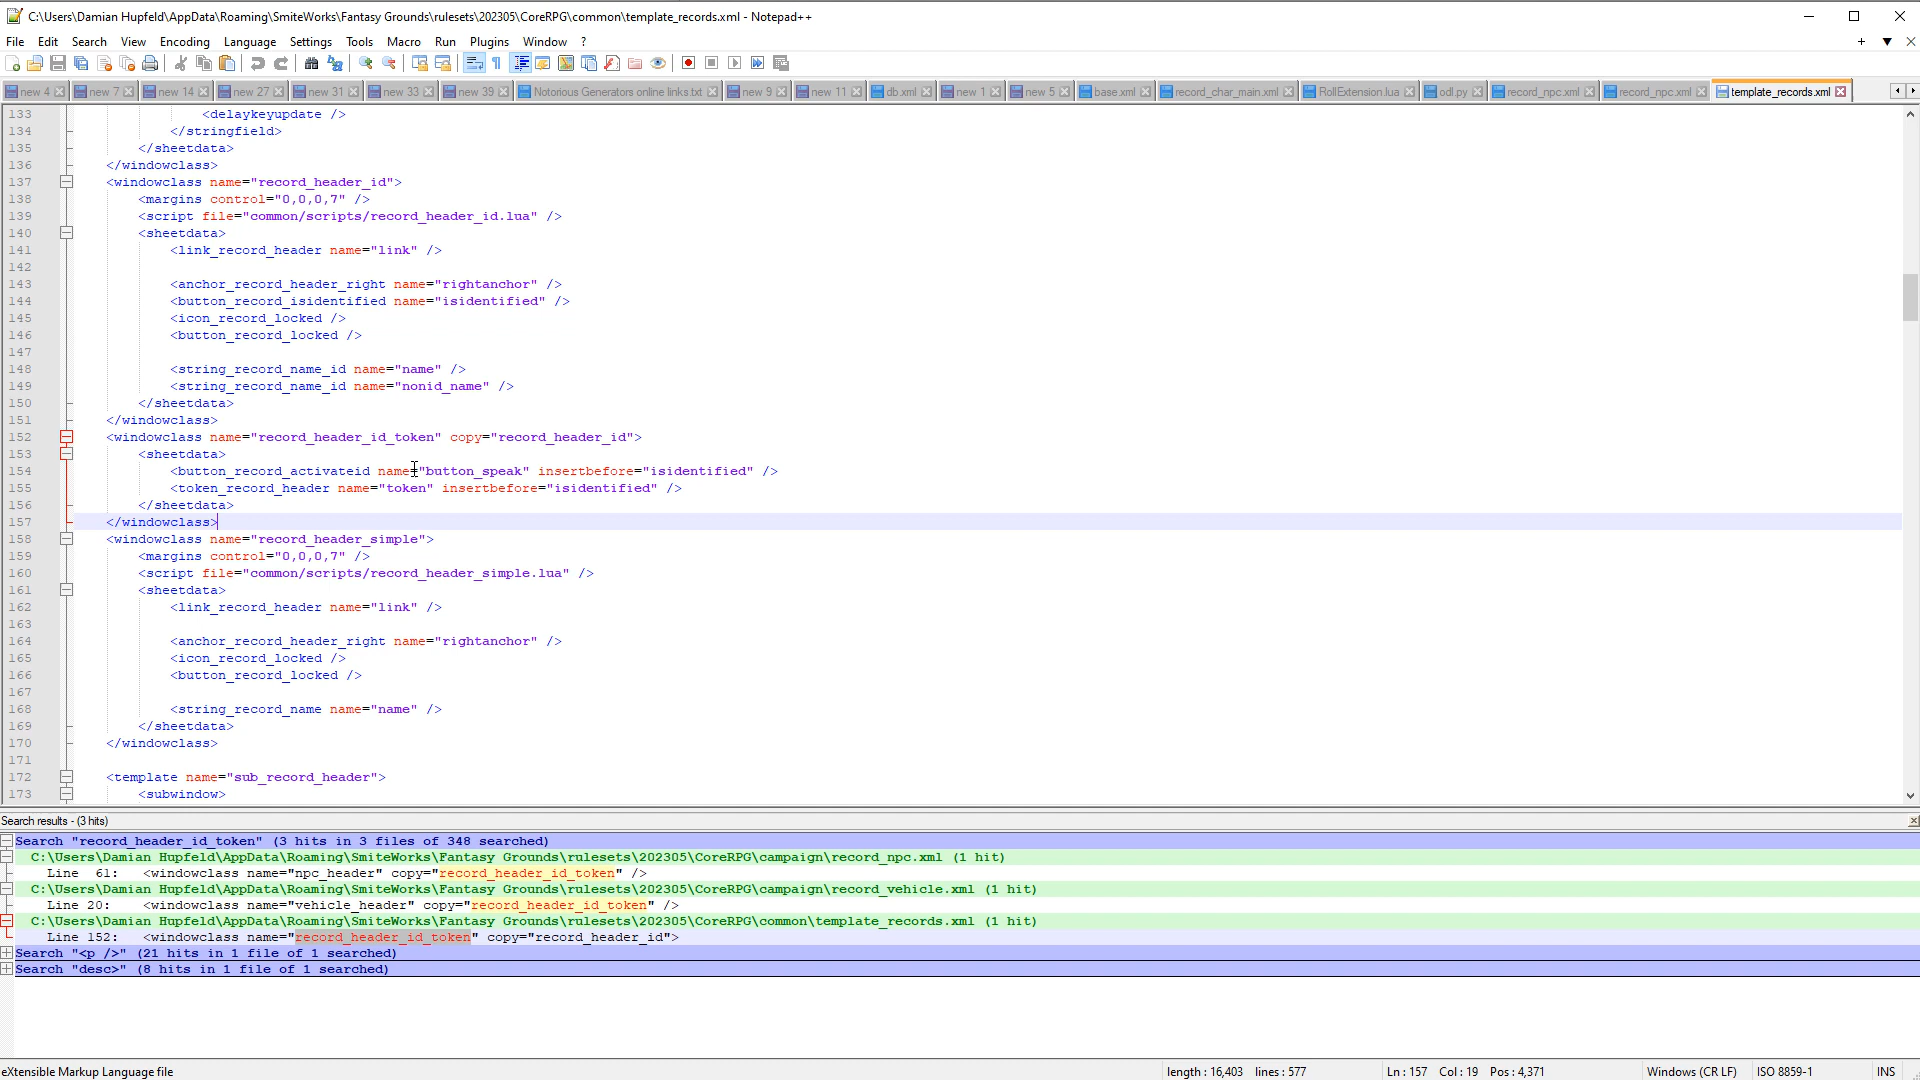 C:\Users\Damian Hupfeld\AppData\Roaming\SmiteWorks\Fantasy Grounds\rulesets\202305\CoreRPG\common\template_records.xml - Notepad++
File Edit Search View Encoding Language Settings Tools Macro Run Plugins Window ?
new 4 new 7 new 14 new 27 new 31 new 33 new 39 Notorious Generators online links.txt new 9 new 11 db.xml new 1 new 5 base.xml record_char_main.xml RollExtension.lua odl.py record_npc.xml record_npc.xml template_records.xml
133 <delaykeyupdate />
134 </stringfield>
135 </sheetdata>
136 </windowclass>
137 <windowclass name="record_header_id">
138 <margins control="0,0,0,7" />
139 <script file="common/scripts/record_header_id.lua" />
140 <sheetdata>
141 <link_record_header name="link" />
142
143 <anchor_record_header_right name="rightanchor" />
144 <button_record_isidentified name="isidentified" />
145 <icon_record_locked />
146 <button_record_locked />
147
148 <string_record_name_id name="name" />
149 <string_record_name_id name="nonid_name" />
150 </sheetdata>
151 </windowclass>
152 <windowclass name="record_header_id_token" copy="record_header_id">
153 <sheetdata>
154 <button_record_activateid name="button_speak" insertbefore="isidentified" />
155 <token_record_header name="token" insertbefore="isidentified" />
156 </sheetdata>
157 </windowclass>
158 <windowclass name="record_header_simple">
159 <margins control="0,0,0,7" />
160 <script file="common/scripts/record_header_simple.lua" />
161 <sheetdata>
162 <link_record_header name="link" />
163
164 <anchor_record_header_right name="rightanchor" />
165 <icon_record_locked />
166 <button_record_locked />
167
168 <string_record_name name="name" />
169 </sheetdata>
170 </windowclass>
171
172 <template name="sub_record_header">
173 <subwindow>
Search results - (3 hits)
Search "record_header_id_token" (3 hits in 3 files of 348 searched)
C:\Users\Damian Hupfeld\AppData\Roaming\SmiteWorks\Fantasy Grounds\rulesets\202305\CoreRPG\campaign\record_npc.xml (1 hit)
Line 61: <windowclass name="npc_header" copy="record_header_id_token" />
C:\Users\Damian Hupfeld\AppData\Roaming\SmiteWorks\Fantasy Grounds\rulesets\202305\CoreRPG\campaign\record_vehicle.xml (1 hit)
Line 20: <windowclass name="vehicle_header" copy="record_header_id_token" />
C:\Users\Damian Hupfeld\AppData\Roaming\SmiteWorks\Fantasy Grounds\rulesets\202305\CoreRPG\common\template_records.xml (1 hit)
Line 152: <windowclass name="record_header_id_token" copy="record_header_id">
Search "<p />" (21 hits in 1 file of 1 searched)
Search "desc>" (8 hits in 1 file of 1 searched)
eXtensible Markup Language file length : 16,403 lines : 577 Ln : 157 Col : 19 Pos : 4,371 Windows (CR LF) ISO 8859-1 INS